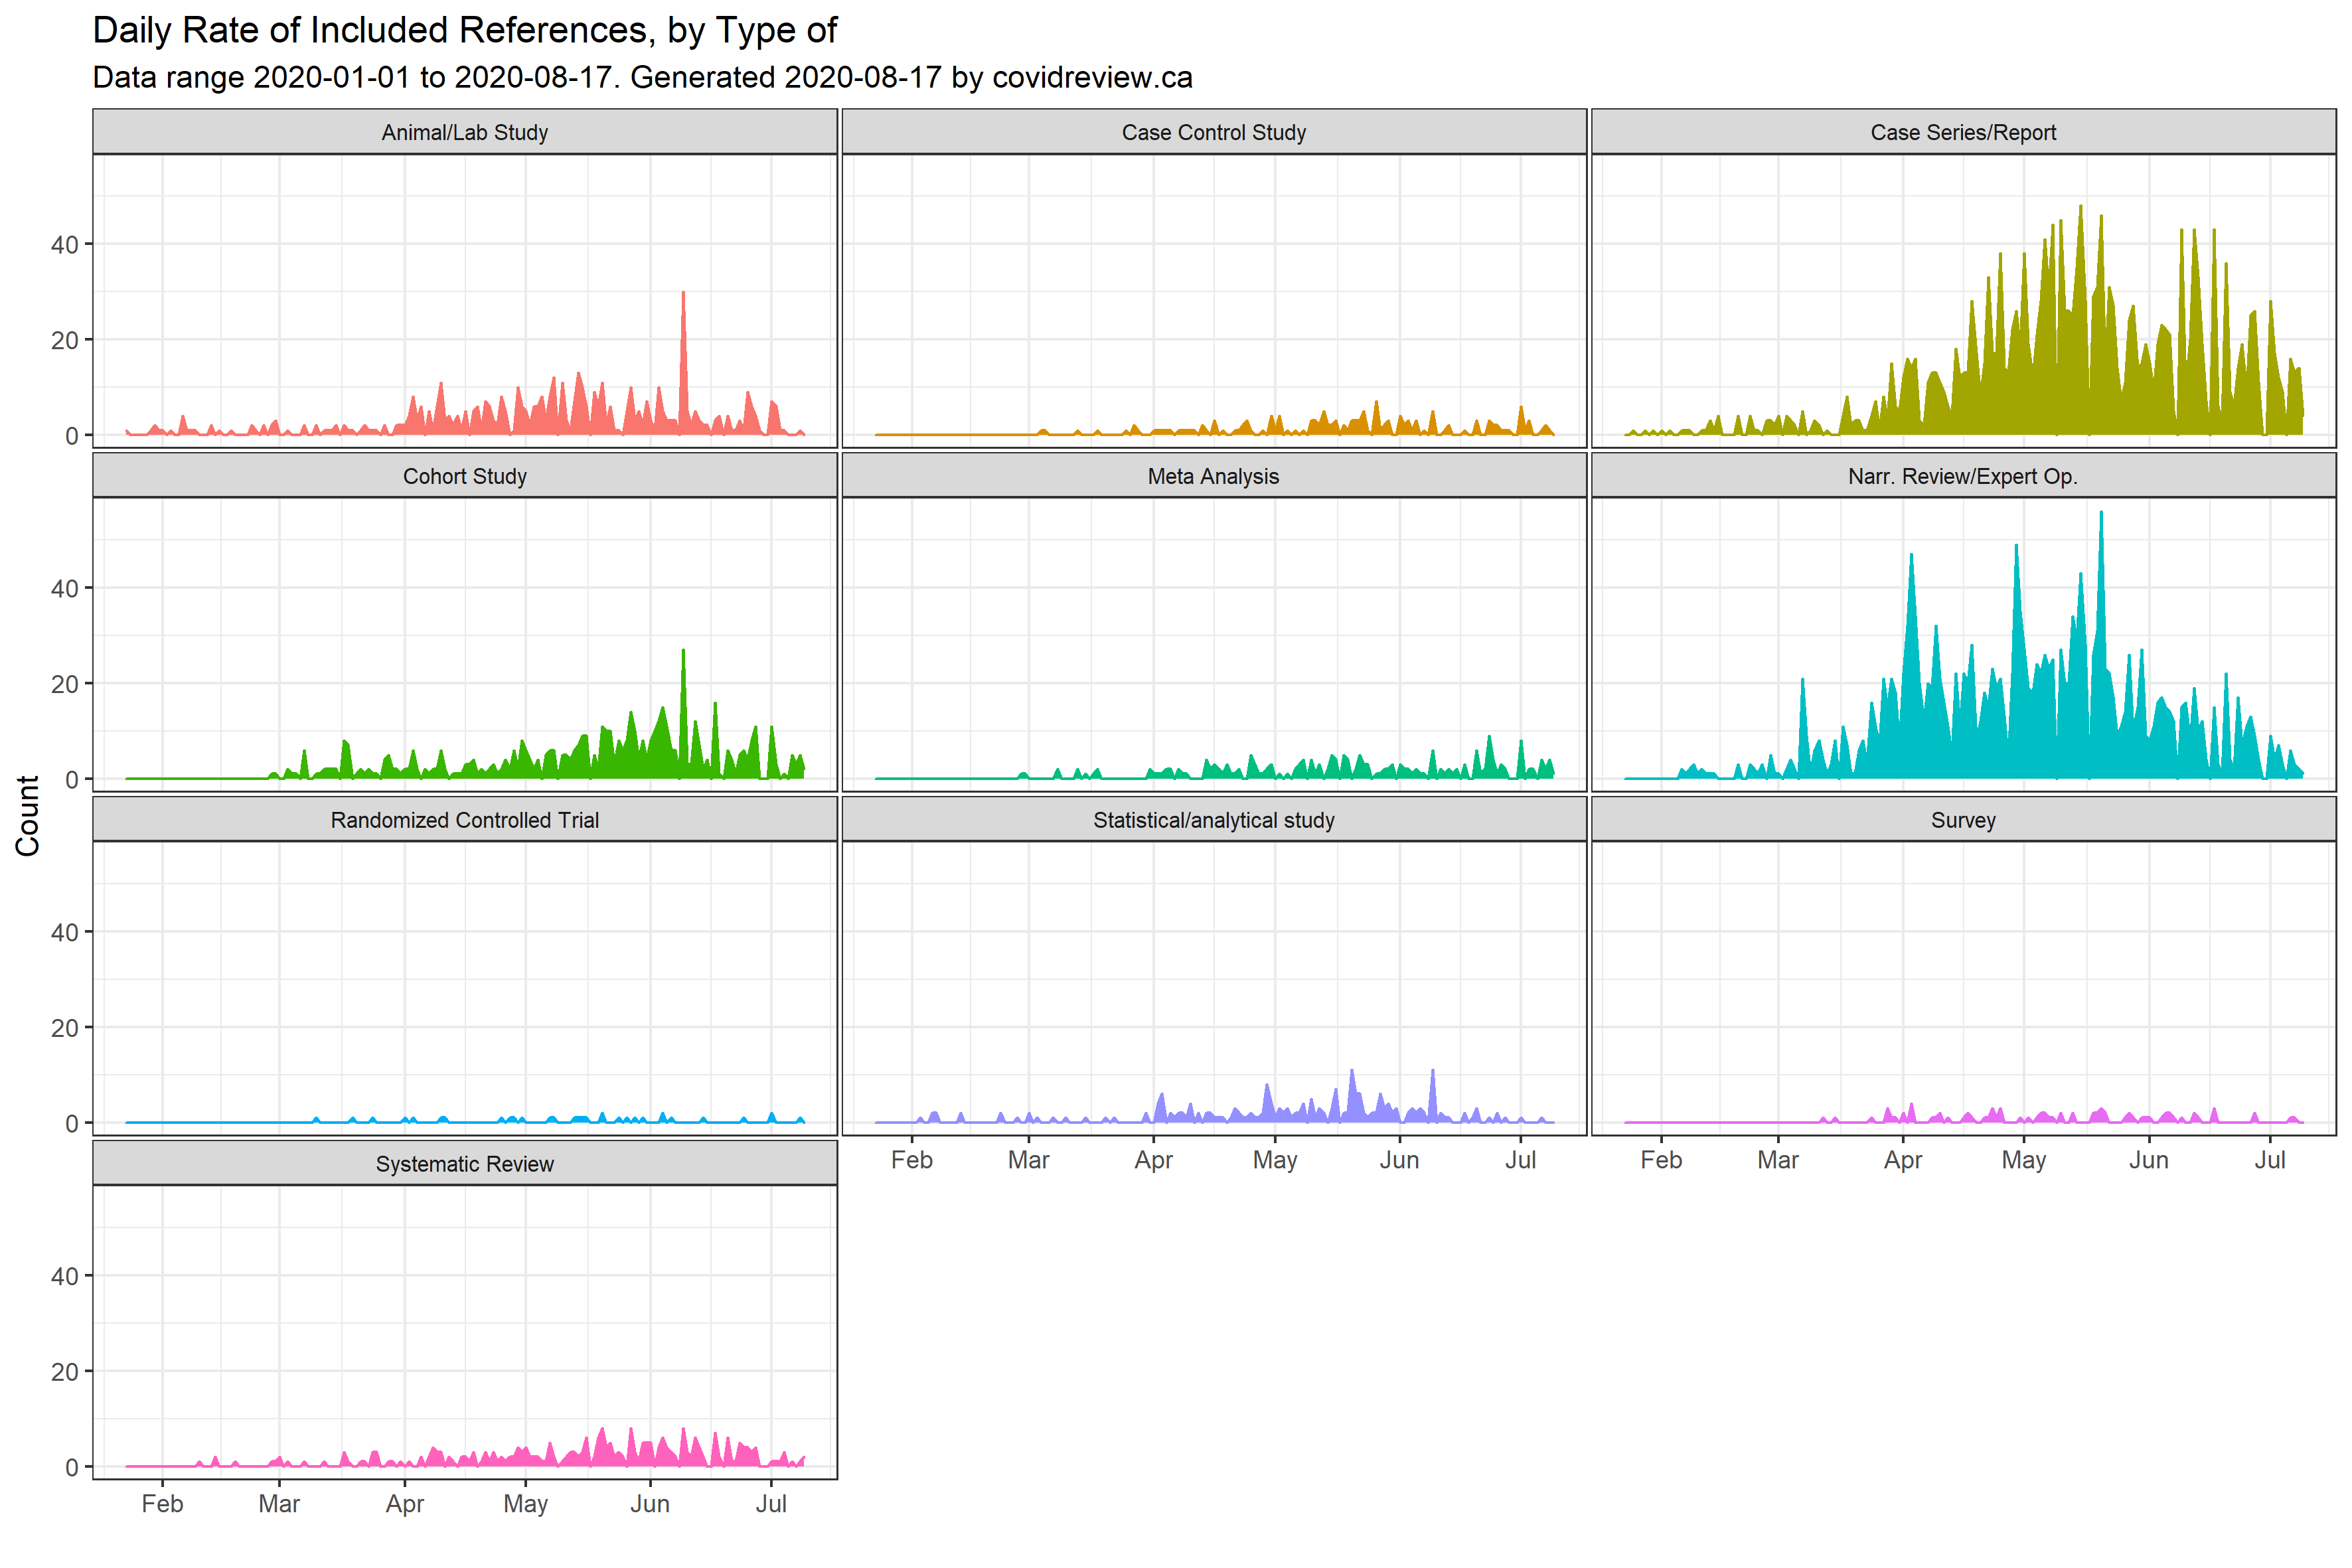 Daily Rate of Included References, by Type of
Data range 2020-01-01 to 2020-08-17. Generated 2020-08-17 by covidreview.ca
Animal/Lab Study
Case Control Study
Case Series/Report
40
20
0
Cohort Study
Meta Analysis
Narr. Review/Expert Op.
40
20
0
Count
Randomized Controlled Trial
Statistical/analytical study
Survey
40
20
0
Feb Mar Apr May Jun Jul
Feb Mar Apr May Jun Jul
Systematic Review
40
20
0
Feb Mar Apr May Jun Jul